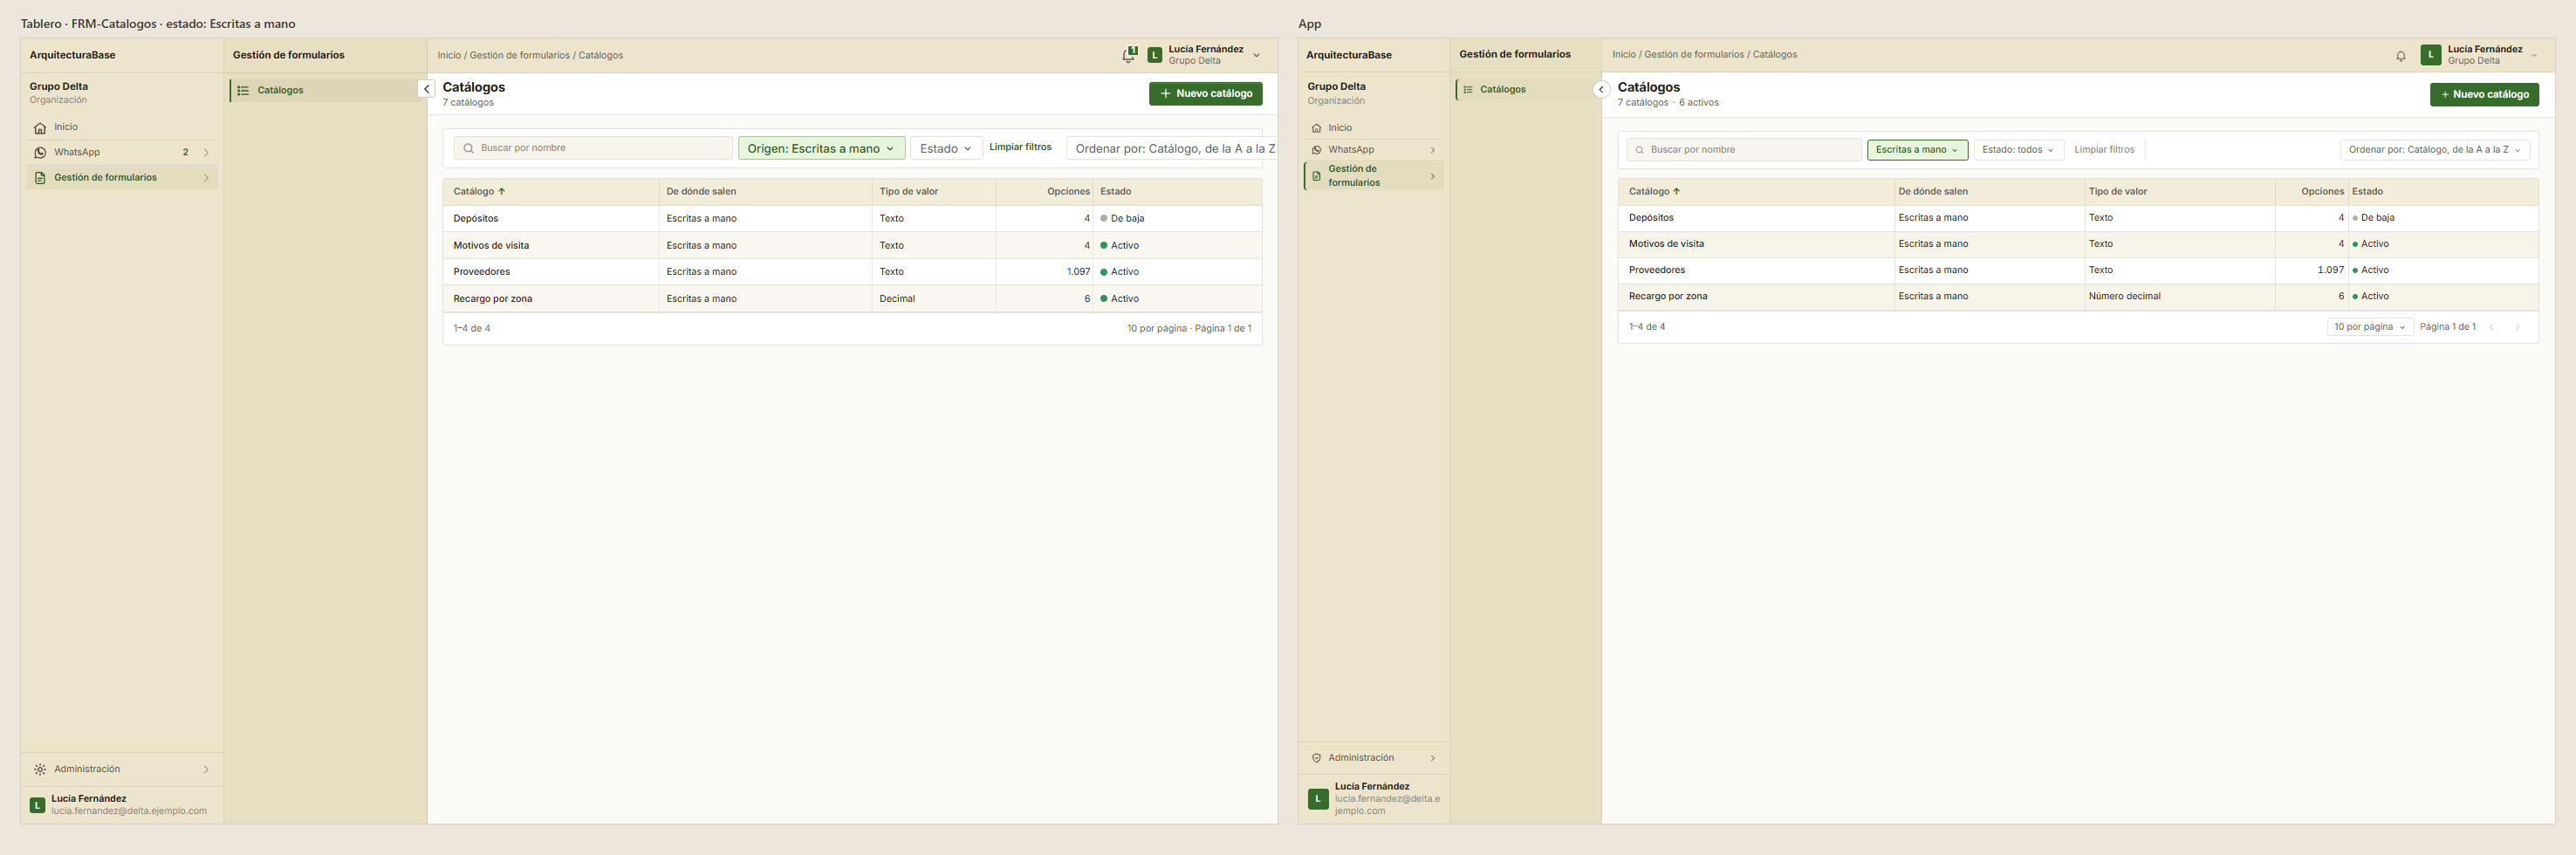 Tablero · FRM-Catalogos · estado: Escritas a mano
ArquitecturaBase
Grupo Delta
Organización
Inicio
WhatsApp 2
Gestión de formularios
Administración
L
Lucía Fernández
lucia.fernandez@delta.ejemplo.com
Gestión de formularios
Catálogos
Inicio / Gestión de formularios / Catálogos
1
L
Lucía Fernández
Grupo Delta
Catálogos
7 catálogos
Nuevo catálogo
Buscar por nombre
Origen: Escritas a mano
Estado
Limpiar filtros
Ordenar por: Catálogo, de la A a la Z
Catálogo ↑ De dónde salen Tipo de valor Opciones Estado
Depósitos Escritas a mano Texto 4 De baja
Motivos de visita Escritas a mano Texto 4 Activo
Proveedores Escritas a mano Texto 1.097 Activo
Recargo por zona Escritas a mano Decimal 6 Activo
1–4 de 4 10 por página · Página 1 de 1
App
ArquitecturaBase
Grupo Delta
Organización
Inicio
WhatsApp
Gestión de
formularios
Administración
L
Lucía Fernández
lucia.fernandez@delta.e
jemplo.com
Gestión de formularios
Catálogos
Inicio / Gestión de formularios / Catálogos
L
Lucía Fernández
Grupo Delta
Catálogos
7 catálogos · 6 activos
+ Nuevo catálogo
Buscar por nombre
Escritas a mano
Estado: todos
Limpiar filtros
Ordenar por: Catálogo, de la A a la Z
Catálogo ↑ De dónde salen Tipo de valor Opciones Estado
Depósitos Escritas a mano Texto 4 De baja
Motivos de visita Escritas a mano Texto 4 Activo
Proveedores Escritas a mano Texto 1.097 Activo
Recargo por zona Escritas a mano Número decimal 6 Activo
1–4 de 4 10 por página Página 1 de 1